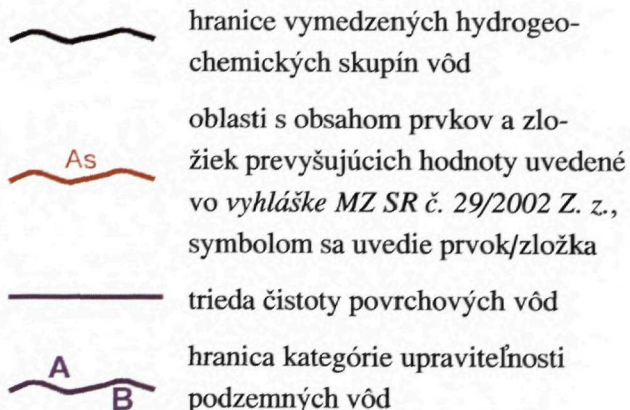 hranice vymedzených hydrogeo-
chemických skupín vôd
oblasti s obsahom prvkov a zlo-
As
žiek prevyšujúcich hodnoty uvedené
vo vyhláške MZ SR č. 29/2002 Z. z.,
symbolom sa uvedie prvok/zložka
trieda čistoty povrchových vôd
hranica kategórie upraviteľnosti
A
B
podzemných vôd